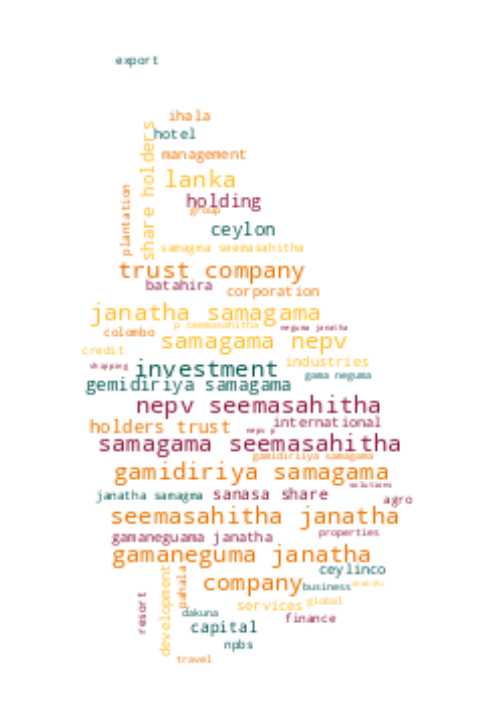 export
ihala
hotel
share holders
management
lanka
plantation
holding
group
ceylon
samagma seemasahitha
trust company
batahira
corporation
janatha samagama
p seemasahitha
neguma janatha
colombo
samagama nepv
credit
industries
shipping
investment
gama neguma
gemidiriya samagama
nepv seemasahitha
international
holders trust
nepv p
samagama seemasahitha
gamidiriiya samagama
gamidiriya samagama
solutions
janatha samagma
sanasa share
agro
seemasahitha janatha
properties
gamaneguma janatha
gamaneguma janatha
ceylinco
development
pahala
company
business
resort
services
global
dakuna
finance
capital
npbs
travel